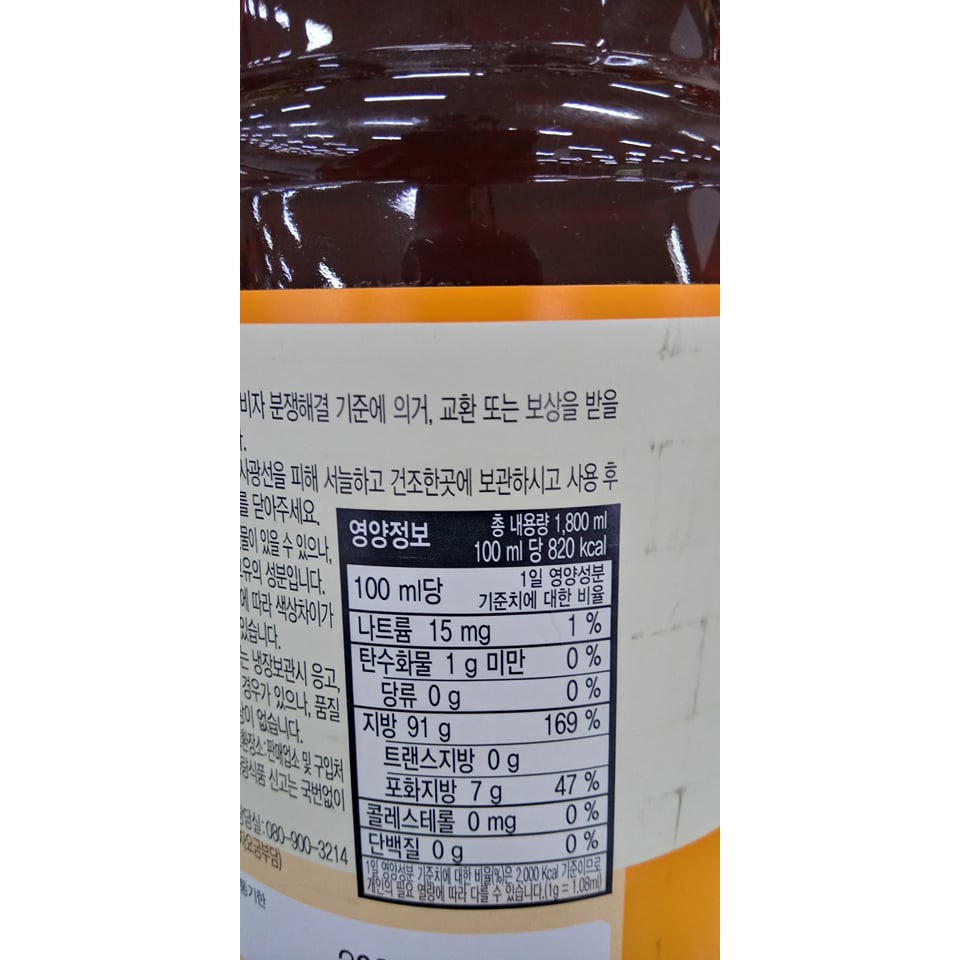 비자 분쟁해결 기준에 의거, 교환 또는 보상을 받을
사광선을 피해 서늘하고 건조한곳에 보관하시고 사용 후
를 닫아주세요.
물이 있을 수 있으나,
유의 성분입니다.
에 따라 색상차이가
있습니다.
는 냉장보관시 응고,
경우가 있으나, 품질
상이 없습니다.
환장소:판매업소 및 구입처
량식품 신고는 국번없이
담실:080-900-3214
영양정보
총 내용량 1,800 ml
100 ml 당 820 kcal
100 ml당
1일 영양성분
기준치에 대한 비율
나트륨 15 mg 1 %
탄수화물 1 g 미만 0 %
당류 0 g 0 %
지방 91 g 169 %
트랜스지방 0 g
포화지방 7 g 47 %
콜레스테롤 0 mg 0 %
단백질 0 g 0 %
1일 영양성분 기준치에 대한 비율(%)은 2,000 Kcal 기준이므로
개인의 필요 열량에 따라 다를 수 있습니다.(1g = 1.08ml)